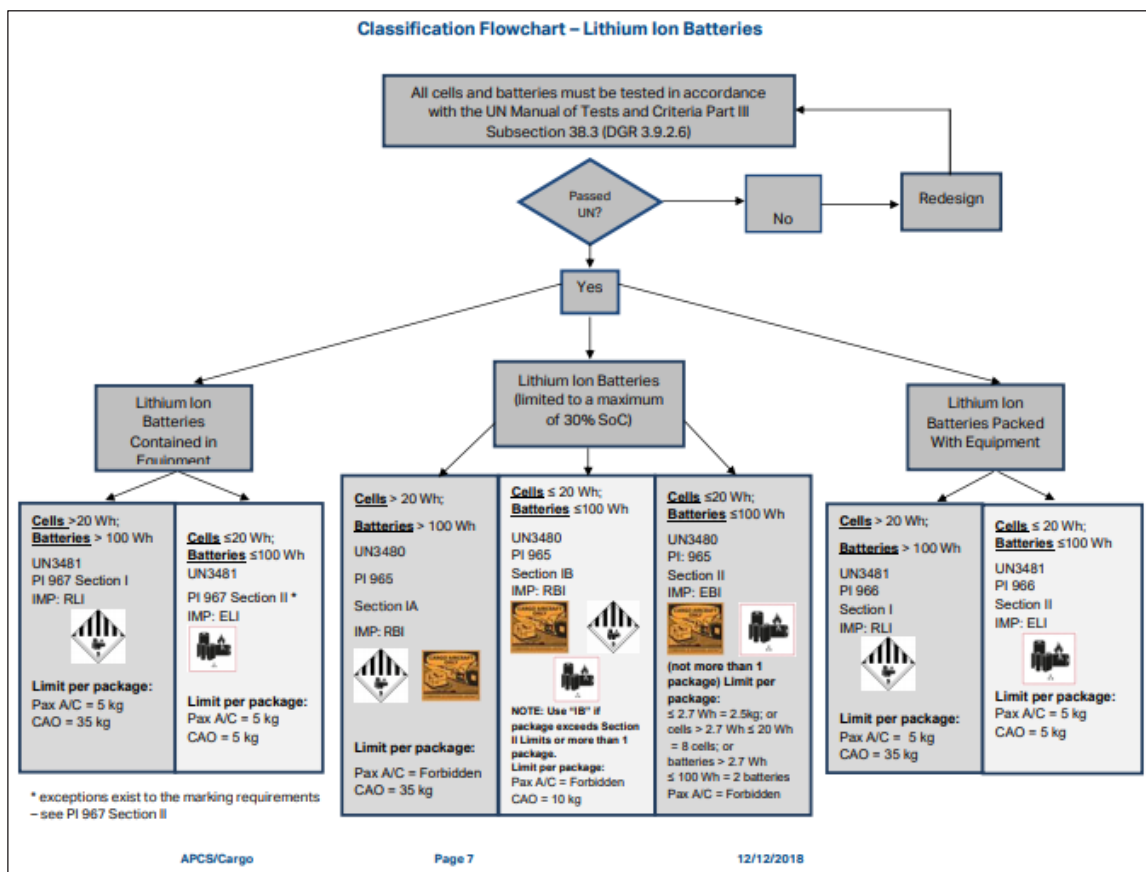 Classification Flowchart – Lithium Ion Batteries
All cells and batteries must be tested in accordance
with the UN Manual of Tests and Criteria Part III
Subsection 38.3 (DGR 3.9.2.6)
Passed
UN?
No
Redesign
Yes
Lithium Ion
Batteries
Contained in
Equipment
Lithium Ion Batteries
(limited to a maximum
of 30% SoC)
Lithium Ion
Batteries Packed
With Equipment
Cells >20 Wh;
Batteries > 100 Wh
UN3481
PI 967 Section I
IMP: RLI
Limit per package:
Pax A/C = 5 kg
CAO = 35 kg
Cells ≤20 Wh;
Batteries ≤100 Wh
UN3481
PI 967 Section II *
IMP: ELI
Limit per package:
Pax A/C = 5 kg
CAO = 5 kg
Cells > 20 Wh;
Batteries > 100 Wh
UN3480
PI 965
Section IA
IMP: RBI
CARGO AIRCRAFT
ONLY
Limit per package:
Pax A/C = Forbidden
CAO = 35 kg
Cells ≤ 20 Wh;
Batteries ≤100 Wh
UN3480
PI 965
Section IB
IMP: RBI
CARGO AIRCRAFT
ONLY
NOTE: Use “IB” if
package exceeds Section
II Limits or more than 1
package.
Limit per package:
Pax A/C = Forbidden
CAO = 10 kg
Cells ≤20 Wh;
Batteries ≤100 Wh
UN3480
PI: 965
Section II
IMP: EBI
CARGO AIRCRAFT
ONLY
(not more than 1
package) Limit per
package:
≤ 2.7 Wh = 2.5kg; or
cells > 2.7 Wh ≤ 20 Wh
= 8 cells; or
batteries > 2.7 Wh
≤ 100 Wh = 2 batteries
Pax A/C = Forbidden
Cells > 20 Wh;
Batteries > 100 Wh
UN3481
PI 966
Section I
IMP: RLI
Limit per package:
Pax A/C = 5 kg
CAO = 35 kg
Cells ≤ 20 Wh;
Batteries ≤100 Wh
UN3481
PI 966
Section II
IMP: ELI
Limit per package:
Pax A/C = 5 kg
CAO = 5 kg
* exceptions exist to the marking requirements
– see PI 967 Section II
APCS/Cargo
Page 7
12/12/2018